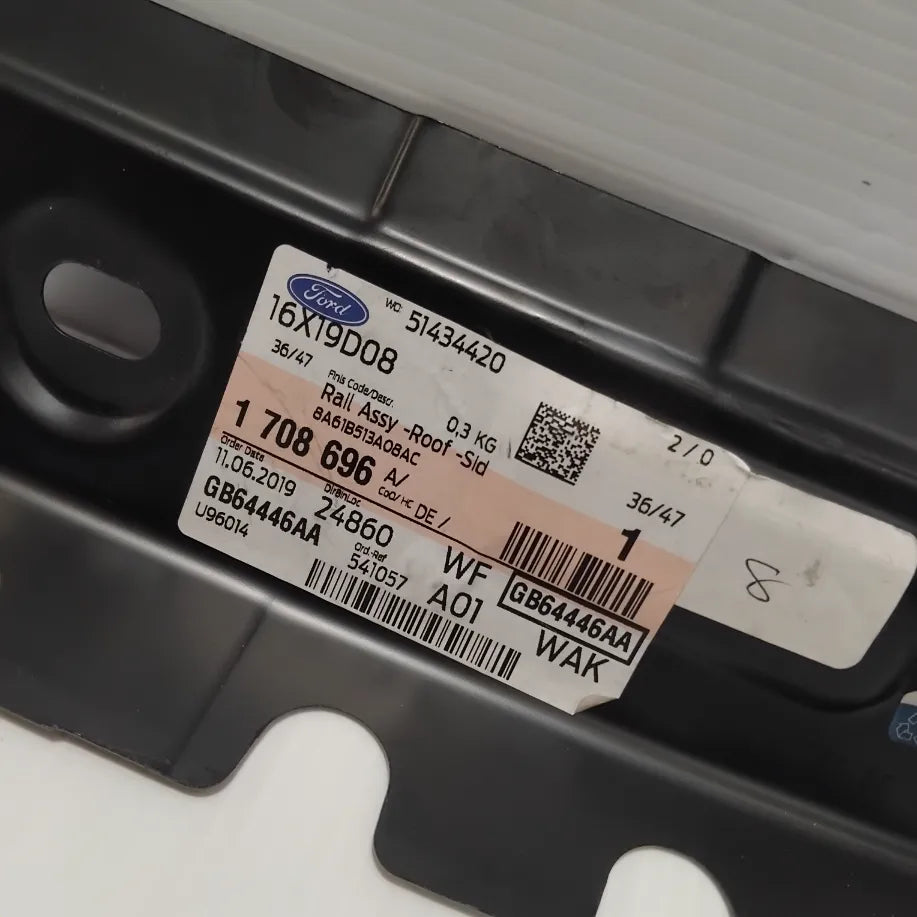 Ford
WO: 51434420
16X19D08
36/47
Finis Code/Descr.
Rail Assy -Roof -Sid
0.3 KG
8A61B513A08AC
2 / 0
1 708 696 A/
36/47
1
Order Date
11.06.2019
DirBinLoc
24860
CoO/ HC DE /
GB64446AA
U96014
Ord.-Ref
541057
WF
A01
GB64446AA
WAK
8